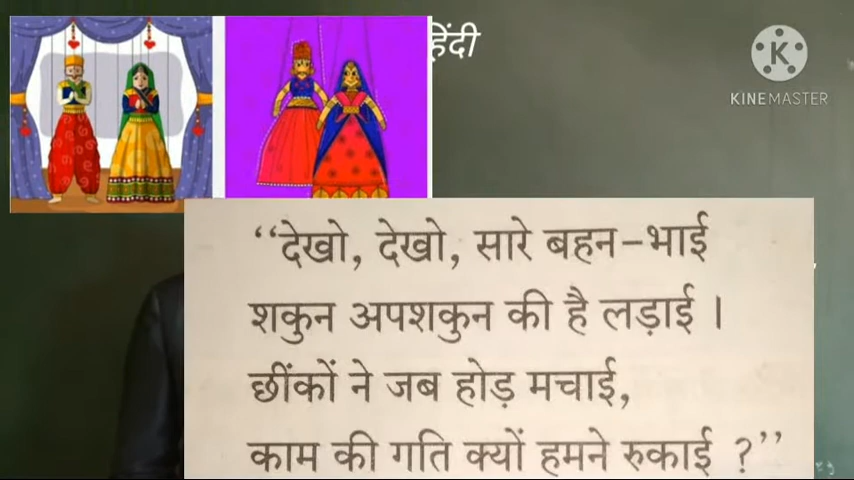 हिंदी
KINEMASTER
“देखो, देखो, सारे बहन-भाई
शकुन अपशकुन की है लड़ाई ।
छींकों ने जब होड़ मचाई,
काम की गति क्यों हमने रुकाई ?”